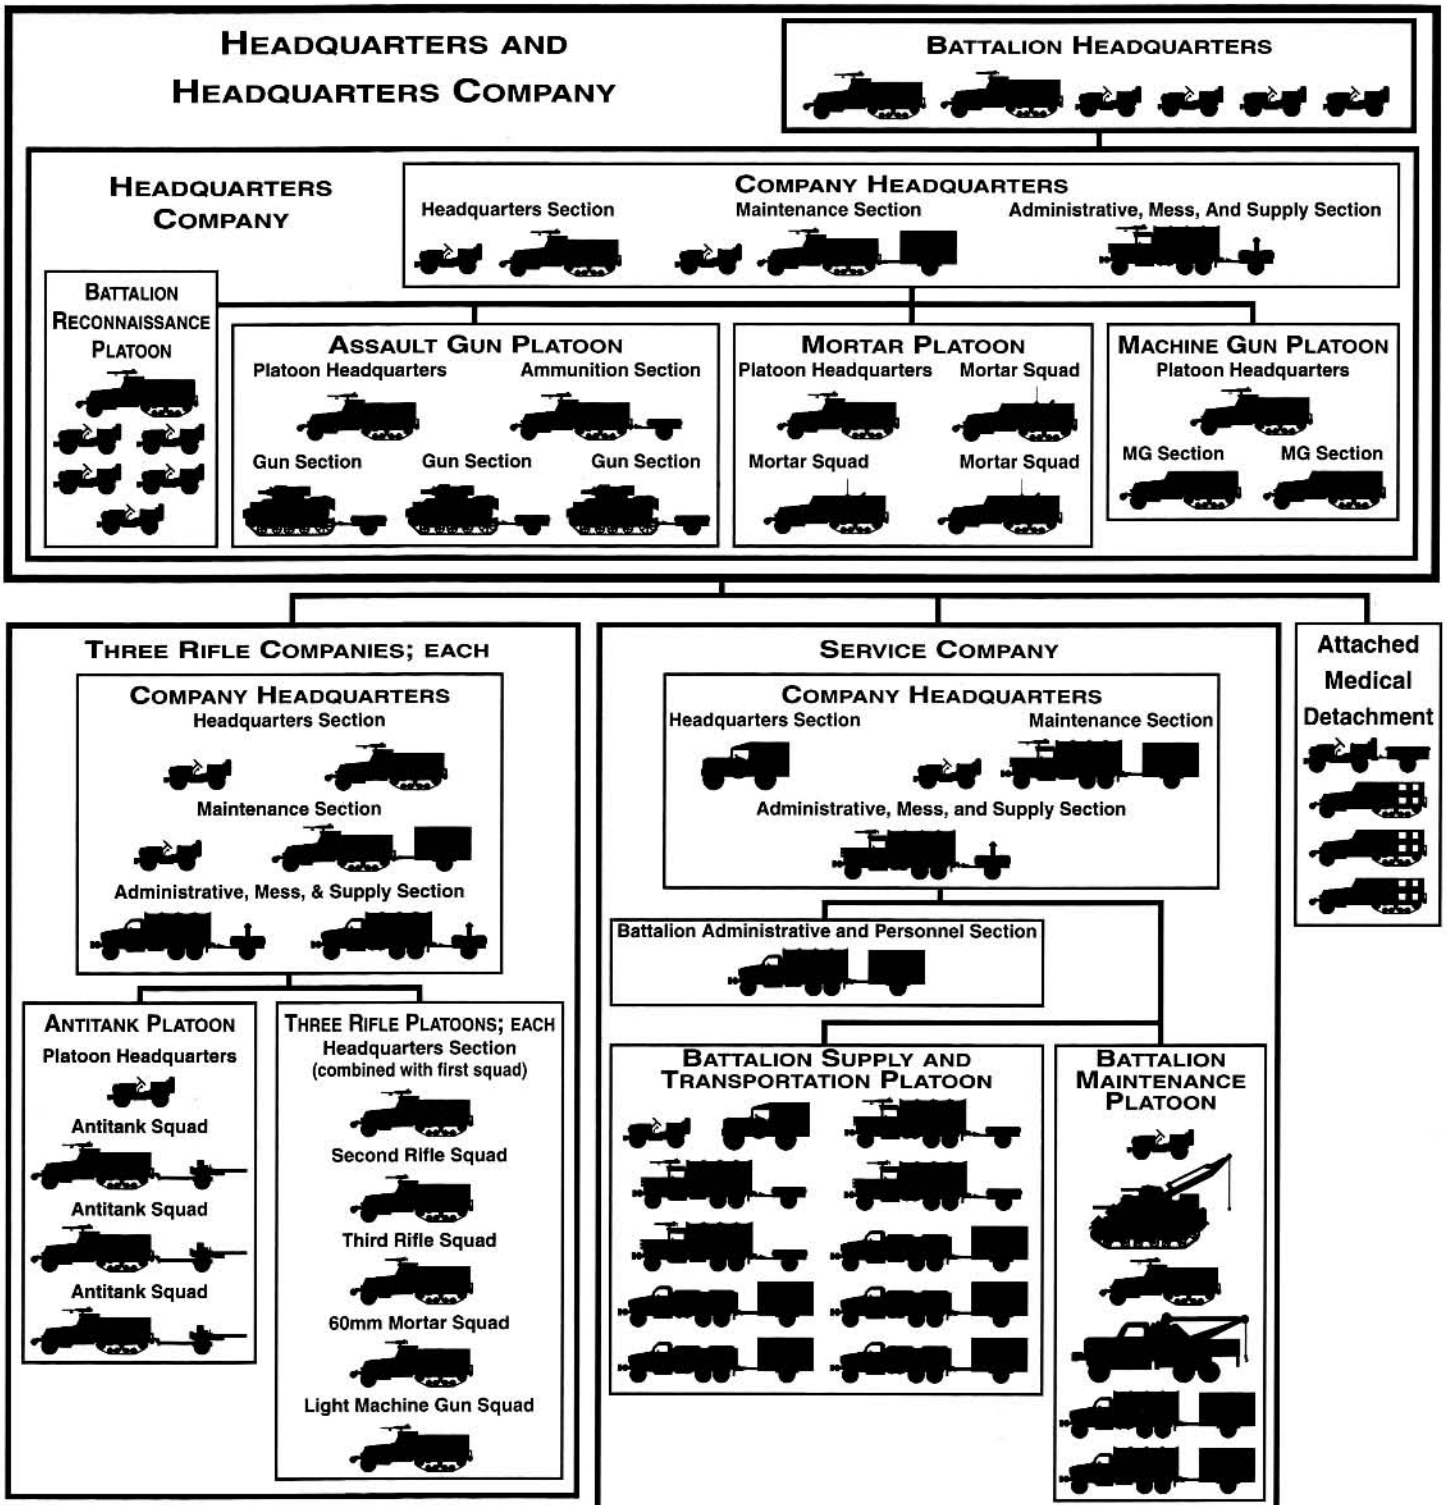 HEADQUARTERS AND
HEADQUARTERS COMPANY
BATTALION HEADQUARTERS
HEADQUARTERS
COMPANY
COMPANY HEADQUARTERS
Headquarters Section
Maintenance Section
Administrative, Mess, And Supply Section
BATTALION
RECONNAISSANCE
PLATOON
ASSAULT GUN PLATOON
Platoon Headquarters
Ammunition Section
Gun Section
Gun Section
Gun Section
MORTAR PLATOON
Platoon Headquarters
Mortar Squad
Mortar Squad
Mortar Squad
MACHINE GUN PLATOON
Platoon Headquarters
MG Section
MG Section
THREE RIFLE COMPANIES; EACH
COMPANY HEADQUARTERS
Headquarters Section
Maintenance Section
Administrative, Mess, & Supply Section
ANTITANK PLATOON
Platoon Headquarters
Antitank Squad
Antitank Squad
Antitank Squad
THREE RIFLE PLATOONS; EACH
Headquarters Section
(combined with first squad)
Second Rifle Squad
Third Rifle Squad
60mm Mortar Squad
Light Machine Gun Squad
SERVICE COMPANY
COMPANY HEADQUARTERS
Headquarters Section
Maintenance Section
Administrative, Mess, and Supply Section
Battalion Administrative and Personnel Section
BATTALION SUPPLY AND
TRANSPORTATION PLATOON
BATTALION
MAINTENANCE
PLATOON
Attached
Medical
Detachment